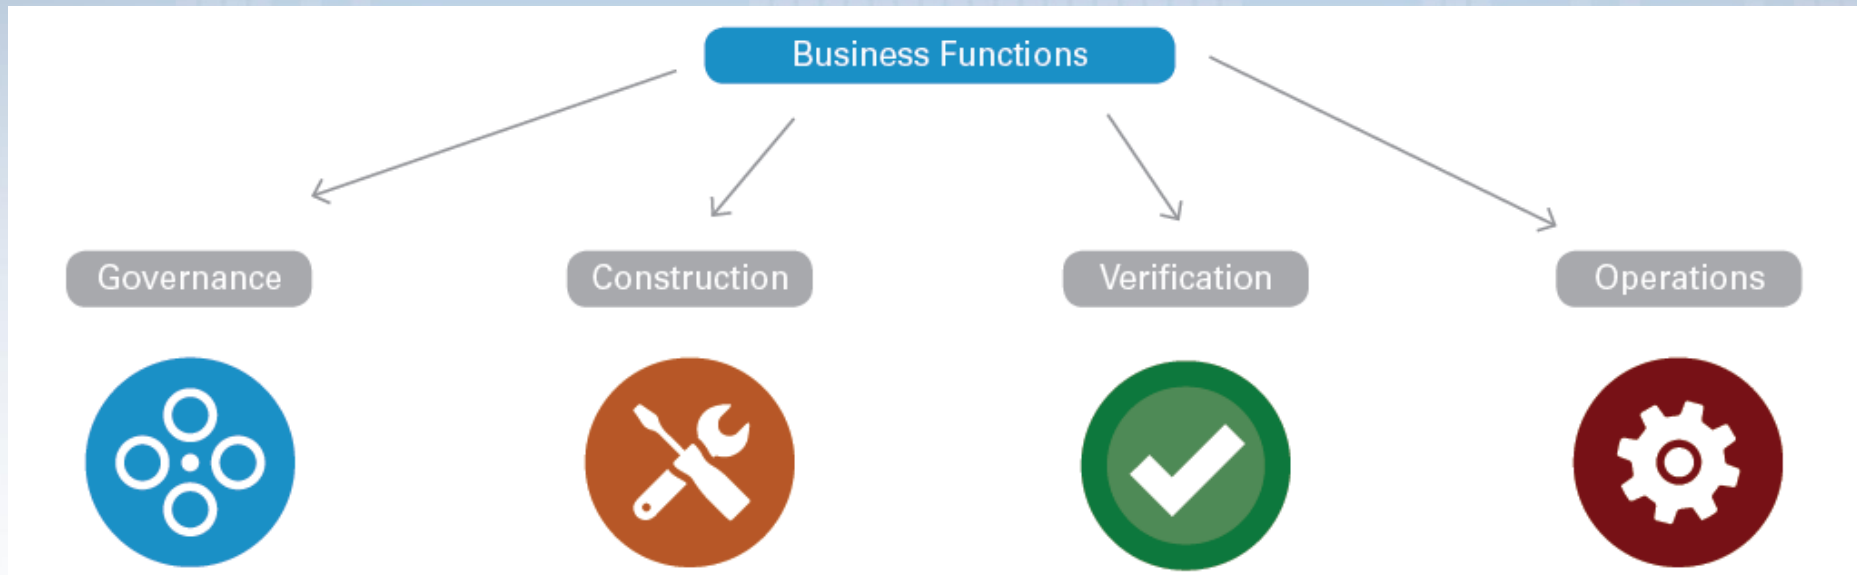 Business Functions
Governance
Construction
Verification
Operations